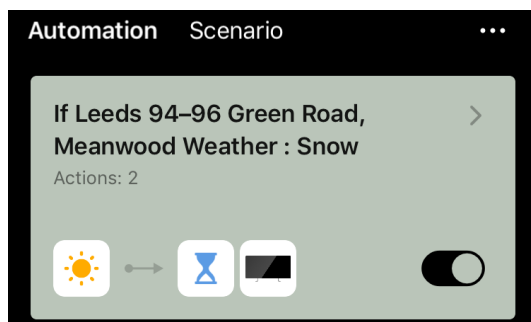 Automation Scenario
If Leeds 94–96 Green Road,
Meanwood Weather : Snow
Actions: 2